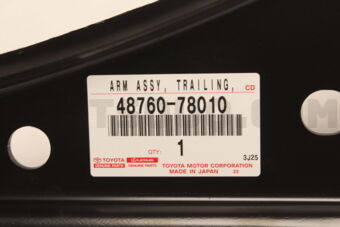 ARM ASSY, TRAILING, CD
48760-78010
QTY: 1
3J25
TOYOTA LEXUS TOYOTA MOTOR CORPORATION
GENUINE PARTS GENUINE PARTS MADE IN JAPAN 23